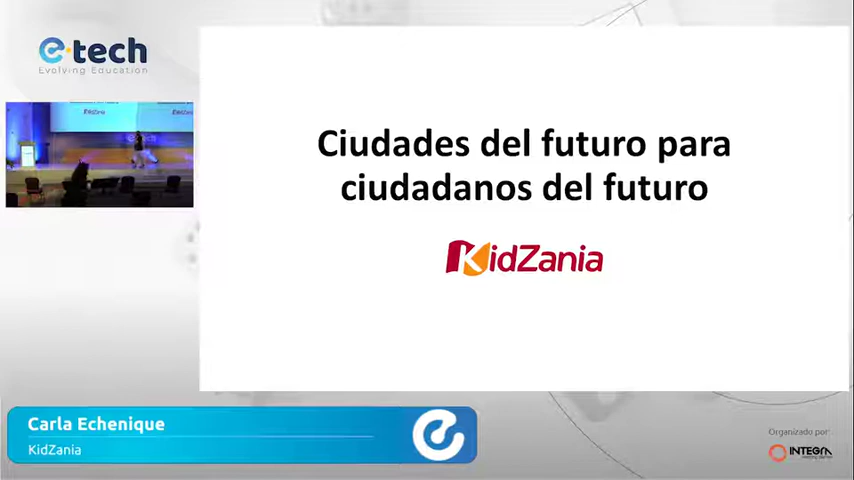 e·tech
Evolving Education
Ciudades del futuro para
ciudadanos del futuro
KidZania
Carla Echenique
KidZania
Organizado por:
INTEGRA